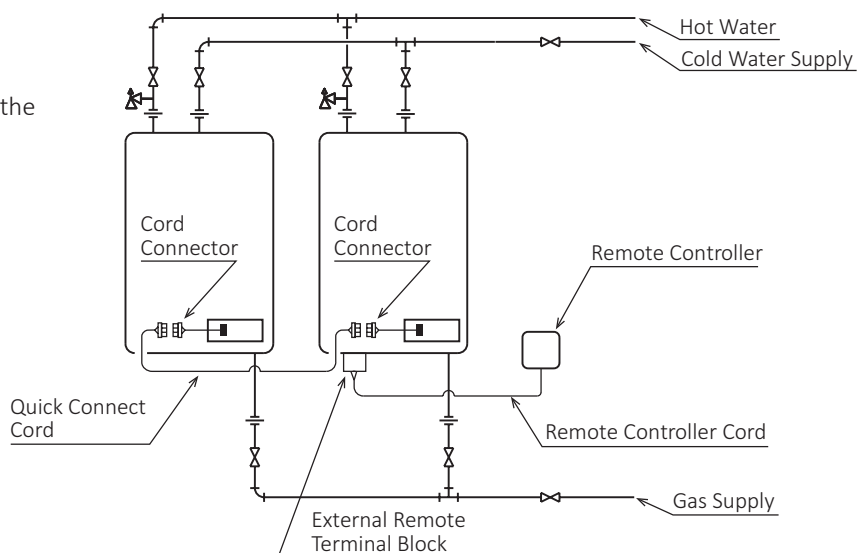 Hot Water
Cold Water Supply
the
Cord
Connector
Cord
Connector
Remote Controller
Quick Connect
Cord
Remote Controller Cord
Gas Supply
External Remote
Terminal Block